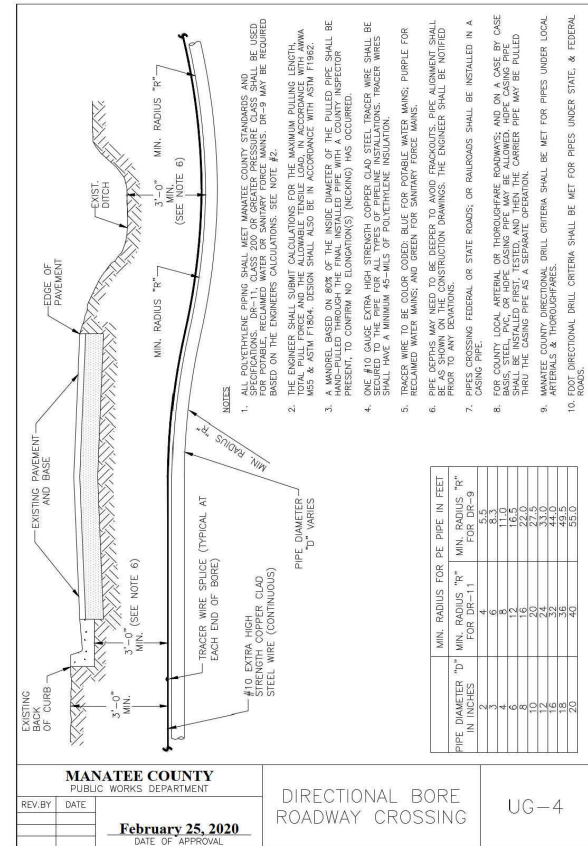 EXISTING
BACK
OF CURB
EXISTING PAVEMENT
AND BASE
EDGE OF
PAVEMENT
EXIST.
DITCH
3'-0"
MIN.
3'-0" (SEE NOTE 6)
MIN.
3'-0"
MIN.
(SEE NOTE 6)
MIN. RADIUS "R"
MIN. RADIUS "R"
MIN. RADIUS "R"
TRACER WIRE SPLICE (TYPICAL AT
EACH END OF BORE)
#10 EXTRA HIGH
STRENGTH COPPER CLAD
STEEL WIRE (CONTINUOUS)
PIPE DIAMETER
"D" VARIES
NOTES
1. ALL POLYETHYLENE PIPING SHALL MEET MANATEE COUNTY STANDARDS AND
SPECIFICATIONS. DR-11, CLASS 200 OR GREATER PRESSURE CLASS SHALL BE USED
FOR POTABLE, RECLAIMED WATER OR SANITARY FORCE MAINS. DR-9 MAY BE REQUIRED
BASED ON THE ENGINEERS CALCULATIONS. SEE NOTE #2.
2. THE ENGINEER SHALL SUBMIT CALCULATIONS FOR THE MAXIMUM PULLING LENGTH,
TOTAL PULL FORCE AND THE ALLOWABLE TENSILE LOAD, IN ACCORDANCE WITH AWWA
M55 & ASTM F1804. DESIGN SHALL ALSO BE IN ACCORDANCE WITH ASTM F1962.
3. A MANDREL BASED ON 80% OF THE INSIDE DIAMETER OF THE PULLED PIPE SHALL BE
HAND-PULLED THROUGH THE FINAL INSTALLED PIPE WITH A COUNTY INSPECTOR
PRESENT, TO CONFIRM NO ELONGATION(S) (NECKING) HAS OCCURRED.
4. ONE #10 GAUGE EXTRA HIGH STRENGTH COPPER CLAD STEEL TRACER WIRE SHALL BE
SECURED TO THE PIPE FOR ALL TYPES OF PIPELINE INSTALLATIONS. TRACER WIRES
SHALL HAVE A MINIMUM 45-MILS OF POLYETHYLENE INSULATION.
5. TRACER WIRE TO BE COLOR CODED: BLUE FOR POTABLE WATER MAINS; PURPLE FOR
RECLAIMED WATER MAINS; AND GREEN FOR SANITARY FORCE MAINS.
6. PIPE DEPTHS MAY NEED TO BE DEEPER TO AVOID FRACKOUTS. PIPE ALIGNMENT SHALL
BE AS SHOWN ON THE CONSTRUCTION DRAWINGS. THE ENGINEER SHALL BE NOTIFIED
PRIOR TO ANY DEVIATIONS.
7. PIPES CROSSING FEDERAL OR STATE ROADS; OR RAILROADS SHALL BE INSTALLED IN A
CASING PIPE.
8. FOR COUNTY LOCAL ARTERIAL OR THOROUGHFARE ROADWAYS; AND ON A CASE BY CASE
BASIS, STEEL, PVC, OR HDPE CASING PIPE MAY BE ALLOWED. HDPE CASING PIPE
SHALL BE INSTALLED FIRST, TESTED, AND THEN THE CARRIER PIPE MAY BE PULLED
THRU THE CASING PIPE AS A SEPARATE OPERATION.
9. MANATEE COUNTY DIRECTIONAL DRILL CRITERIA SHALL BE MET FOR PIPES UNDER LOCAL
ARTERIALS & THOROUGHFARES.
10. FDOT DIRECTIONAL DRILL CRITERIA SHALL BE MET FOR PIPES UNDER STATE, & FEDERAL
ROADS.
MIN. RADIUS FOR PE PIPE IN FEET
PIPE DIAMETER "D" IN INCHES MIN. RADIUS "R" FOR DR-11 MIN. RADIUS "R" FOR DR-9
2 4 5.5
3 6 8.3
4 8 11.0
6 12 16.5
8 16 22.0
10 20 27.5
12 24 33.0
16 32 44.0
18 36 49.5
20 40 55.0
MANATEE COUNTY
PUBLIC WORKS DEPARTMENT
REV.BY DATE
February 25, 2020
DATE OF APPROVAL
DIRECTIONAL BORE
ROADWAY CROSSING
UG-4